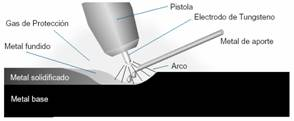 Pistola
Gas de Protección
Electrodo de Tungsteno
Metal fundido
Metal de aporte
Arco
Metal solidificado
Metal base